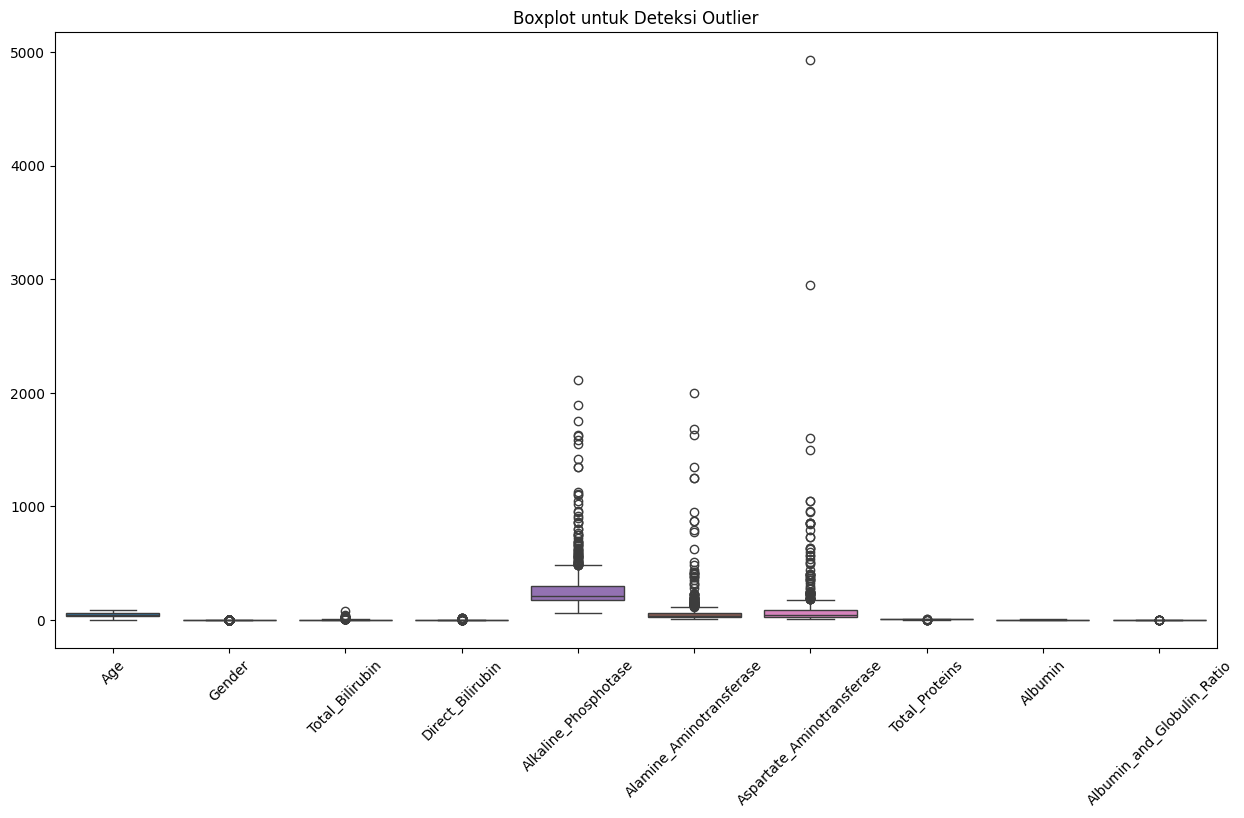 Boxplot untuk Deteksi Outlier
5000
4000
3000
2000
1000
0
Age
Gender
Total_Bilirubin
Direct_Bilirubin
Alkaline_Phosphotase
Alamine_Aminotransferase
Aspartate_Aminotransferase
Total_Proteins
Albumin
Albumin_and_Globulin_Ratio